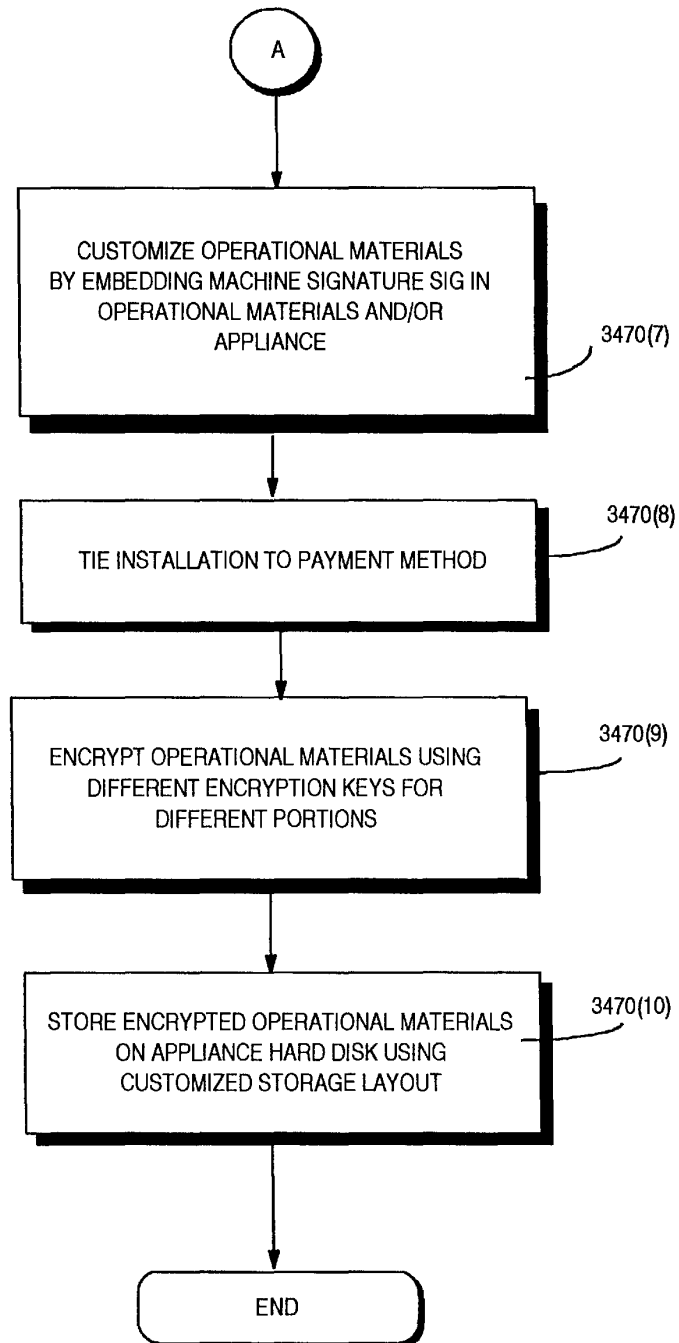 A
CUSTOMIZE OPERATIONAL MATERIALS
BY EMBEDDING MACHINE SIGNATURE SIG IN
OPERATIONAL MATERIALS AND/OR
APPLIANCE
3470(7)
TIE INSTALLATION TO PAYMENT METHOD
3470(8)
ENCRYPT OPERATIONAL MATERIALS USING
DIFFERENT ENCRYPTION KEYS FOR
DIFFERENT PORTIONS
3470(9)
STORE ENCRYPTED OPERATIONAL MATERIALS
ON APPLIANCE HARD DISK USING
CUSTOMIZED STORAGE LAYOUT
3470(10)
END